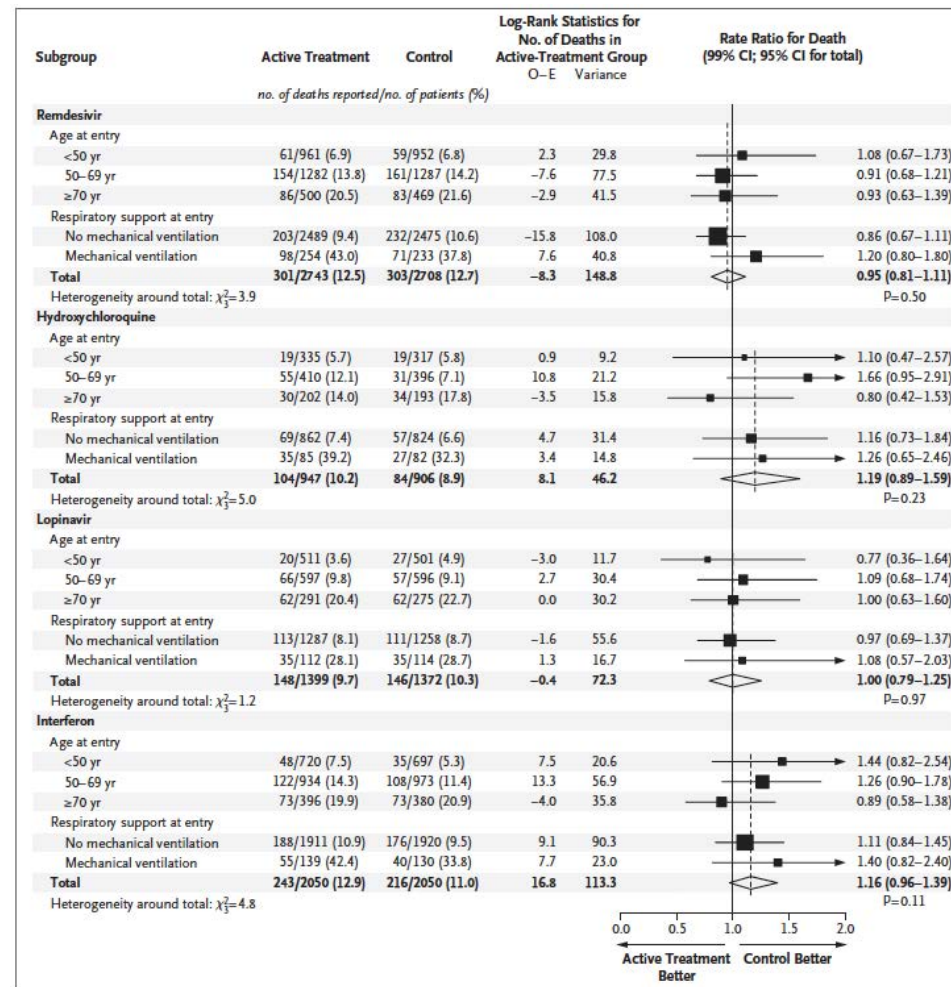 Log-Rank Statistics for
No. of Deaths in Rate Ratio for Death
Subgroup Active Treatment Control Active-Treatment Group (99% CI; 95% CI for total)
O–E Variance
no. of deaths reported/no. of patients (%)
Remdesivir
Age at entry
<50 yr 61/961 (6.9) 59/952 (6.8) 2.3 29.8 1.08 (0.67–1.73)
50–69 yr 154/1282 (13.8) 161/1287 (14.2) −7.6 77.5 0.91 (0.68–1.21)
≥70 yr 86/500 (20.5) 83/469 (21.6) −2.9 41.5 0.93 (0.63–1.39)
Respiratory support at entry
No mechanical ventilation 203/2489 (9.4) 232/2475 (10.6) −15.8 108.0 0.86 (0.67–1.11)
Mechanical ventilation 98/254 (43.0) 71/233 (37.8) 7.6 40.8 1.20 (0.80–1.80)
Total 301/2743 (12.5) 303/2708 (12.7) −8.3 148.8 0.95 (0.81–1.11)
Heterogeneity around total: χ²₃=3.9 P=0.50
Hydroxychloroquine
Age at entry
<50 yr 19/335 (5.7) 19/317 (5.8) 0.9 9.2 1.10 (0.47–2.57)
50–69 yr 55/410 (12.1) 31/396 (7.1) 10.8 21.2 1.66 (0.95–2.91)
≥70 yr 30/202 (14.0) 34/193 (17.8) −3.5 15.8 0.80 (0.42–1.53)
Respiratory support at entry
No mechanical ventilation 69/862 (7.4) 57/824 (6.6) 4.7 31.4 1.16 (0.73–1.84)
Mechanical ventilation 35/85 (39.2) 27/82 (32.3) 3.4 14.8 1.26 (0.65–2.46)
Total 104/947 (10.2) 84/906 (8.9) 8.1 46.2 1.19 (0.89–1.59)
Heterogeneity around total: χ²₃=5.0 P=0.23
Lopinavir
Age at entry
<50 yr 20/511 (3.6) 27/501 (4.9) −3.0 11.7 0.77 (0.36–1.64)
50–69 yr 66/597 (9.8) 57/596 (9.1) 2.7 30.4 1.09 (0.68–1.74)
≥70 yr 62/291 (20.4) 62/275 (22.7) 0.0 30.2 1.00 (0.63–1.60)
Respiratory support at entry
No mechanical ventilation 113/1287 (8.1) 111/1258 (8.7) −1.6 55.6 0.97 (0.69–1.37)
Mechanical ventilation 35/112 (28.1) 35/114 (28.7) 1.3 16.7 1.08 (0.57–2.03)
Total 148/1399 (9.7) 146/1372 (10.3) −0.4 72.3 1.00 (0.79–1.25)
Heterogeneity around total: χ²₃=1.2 P=0.97
Interferon
Age at entry
<50 yr 48/720 (7.5) 35/697 (5.3) 7.5 20.6 1.44 (0.82–2.54)
50–69 yr 122/934 (14.3) 108/973 (11.4) 13.3 56.9 1.26 (0.90–1.78)
≥70 yr 73/396 (19.9) 73/380 (20.9) −4.0 35.8 0.89 (0.58–1.38)
Respiratory support at entry
No mechanical ventilation 188/1911 (10.9) 176/1920 (9.5) 9.1 90.3 1.11 (0.84–1.45)
Mechanical ventilation 55/139 (42.4) 40/130 (33.8) 7.7 23.0 1.40 (0.82–2.40)
Total 243/2050 (12.9) 216/2050 (11.0) 16.8 113.3 1.16 (0.96–1.39)
Heterogeneity around total: χ²₃=4.8 P=0.11
0.0 0.5 1.0 1.5 2.0
Active Treatment Control Better
Better